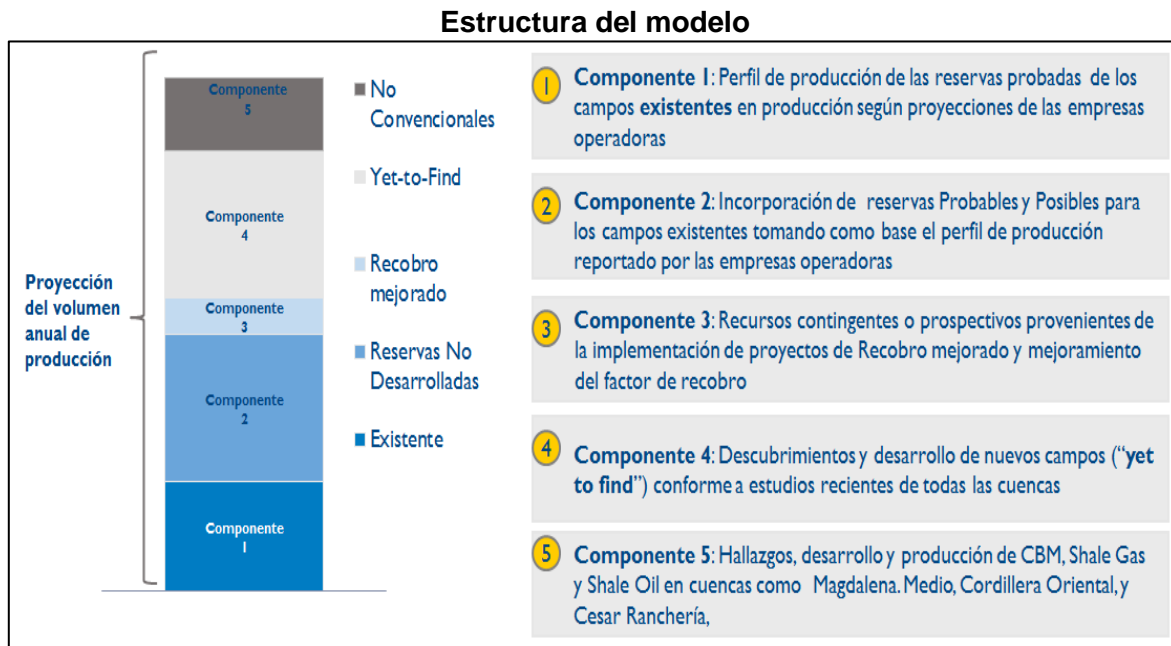 Estructura del modelo
Proyección
del volumen
anual de
producción
Componente
5
Componente
4
Componente
3
Componente
2
Componente
1
No
Convencionales
Yet-to-Find
Recobro
mejorado
Reservas No
Desarrolladas
Existente
1
Componente 1: Perfil de producción de las reservas probadas de los
campos existentes en producción según proyecciones de las empresas
operadoras
2
Componente 2: Incorporación de reservas Probables y Posibles para
los campos existentes tomando como base el perfil de producción
reportado por las empresas operadoras
3
Componente 3: Recursos contingentes o prospectivos provenientes de
la implementación de proyectos de Recobro mejorado y mejoramiento
del factor de recobro
4
Componente 4: Descubrimientos y desarrollo de nuevos campos (“yet
to find”) conforme a estudios recientes de todas las cuencas
5
Componente 5: Hallazgos, desarrollo y producción de CBM, Shale Gas
y Shale Oil en cuencas como Magdalena. Medio, Cordillera Oriental, y
Cesar Ranchería,